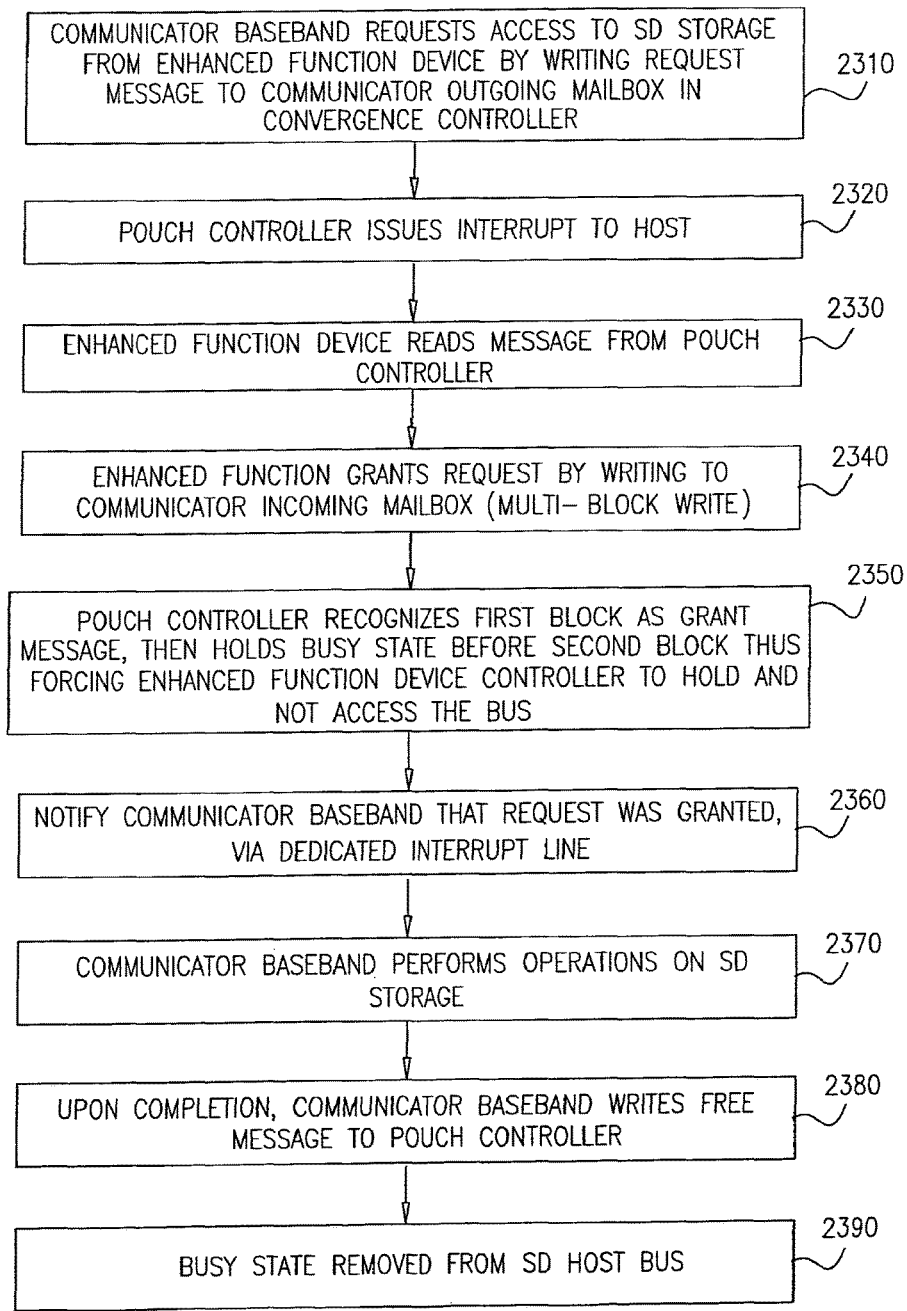 COMMUNICATOR BASEBAND REQUESTS ACCESS TO SD STORAGE
FROM ENHANCED FUNCTION DEVICE BY WRITING REQUEST
MESSAGE TO COMMUNICATOR OUTGOING MAILBOX IN
CONVERGENCE CONTROLLER
2310
POUCH CONTROLLER ISSUES INTERRUPT TO HOST
2320
ENHANCED FUNCTION DEVICE READS MESSAGE FROM POUCH
CONTROLLER
2330
ENHANCED FUNCTION GRANTS REQUEST BY WRITING TO
COMMUNICATOR INCOMING MAILBOX (MULTI- BLOCK WRITE)
2340
POUCH CONTROLLER RECOGNIZES FIRST BLOCK AS GRANT
MESSAGE, THEN HOLDS BUSY STATE BEFORE SECOND BLOCK THUS
FORCING ENHANCED FUNCTION DEVICE CONTROLLER TO HOLD AND
NOT ACCESS THE BUS
2350
NOTIFY COMMUNICATOR BASEBAND THAT REQUEST WAS GRANTED,
VIA DEDICATED INTERRUPT LINE
2360
COMMUNICATOR BASEBAND PERFORMS OPERATIONS ON SD
STORAGE
2370
UPON COMPLETION, COMMUNICATOR BASEBAND WRITES FREE
MESSAGE TO POUCH CONTROLLER
2380
BUSY STATE REMOVED FROM SD HOST BUS
2390